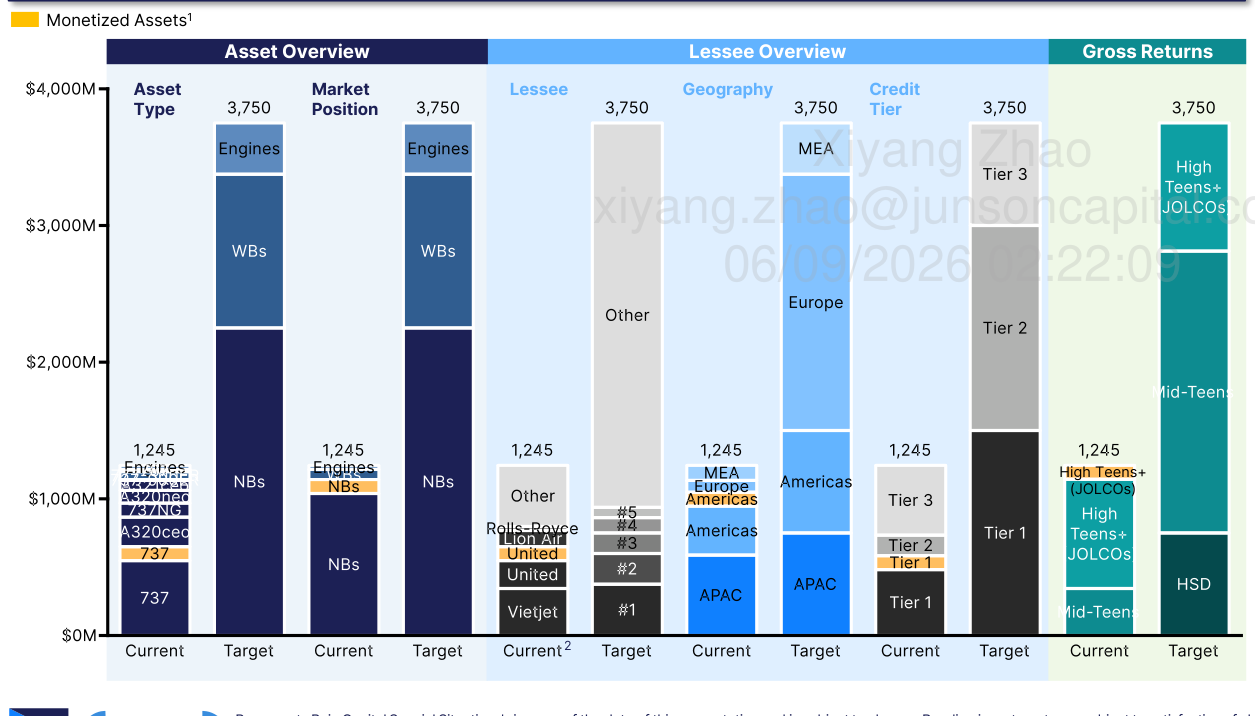 Monetized Assets¹
Asset Overview
Lessee Overview
Gross Returns
$4,000M
$3,000M
$2,000M
$1,000M
$0M
Asset
Type
Market
Position
Lessee
Geography
Credit
Tier
1,245
Engines
A320neo
737NG
A320ceo
737
737
Current
3,750
Engines
WBs
NBs
Target
1,245
Engines
WBs
NBs
NBs
Current
3,750
Engines
WBs
NBs
Target
1,245
Other
Rolls-Royce
Lion Air
United
United
Vietjet
Current²
3,750
Other
#5
#4
#3
#2
#1
Target
1,245
MEA
Europe
Americas
Americas
APAC
Current
3,750
MEA
Europe
Americas
APAC
Target
1,245
Tier 3
Tier 2
Tier 1
Tier 1
Current
3,750
Tier 3
Tier 2
Tier 1
Target
1,245
High Teens+
(JOLCOs)
High
Teens+
JOLCOs
Mid-Teens
Current
3,750
High
Teens+
JOLCOs
Mid-Teens
HSD
Target
Xiyang Zhao
xiyang.zhao@junsoncapital.co
06/09/2026 02:22:09